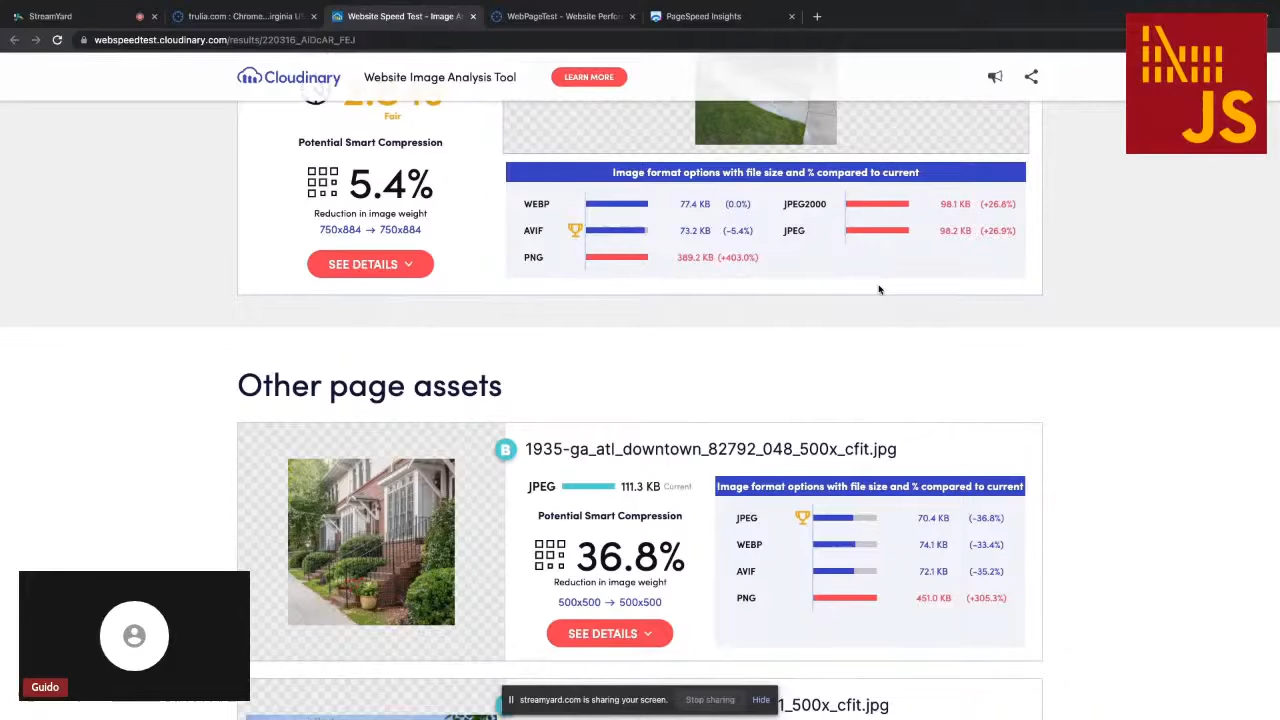 StreamYard
trulia.com : Chrome...irginia US
Website Speed Test - Image A
WebPageTest - Website Perfor
PageSpeed Insights
webspeedtest.cloudinary.com/results/220316_AIDcAR_FEJ
Cloudinary
Website Image Analysis Tool
LEARN MORE
JS
Fair
Potential Smart Compression
5.4%
Reduction in image weight
750x884 → 750x884
SEE DETAILS
Image format options with file size and % compared to current
WEBP 77.4 KB (0.0%)
JPEG2000 98.1 KB (+26.8%)
AVIF 73.2 KB (-5.4%)
JPEG 98.2 KB (+26.9%)
PNG 389.2 KB (+403.0%)
Other page assets
B
1935-ga_atl_downtown_82792_048_500x_cfit.jpg
JPEG 111.3 KB Current
Potential Smart Compression
36.8%
Reduction in image weight
500x500 → 500x500
SEE DETAILS
Image format options with file size and % compared to current
JPEG 70.4 KB (-36.8%)
WEBP 74.1 KB (-33.4%)
AVIF 72.1 KB (-35.2%)
PNG 451.0 KB (+305.3%)
Guido
streamyard.com is sharing your screen.
Stop sharing
Hide
1_500x_cfit.jpg